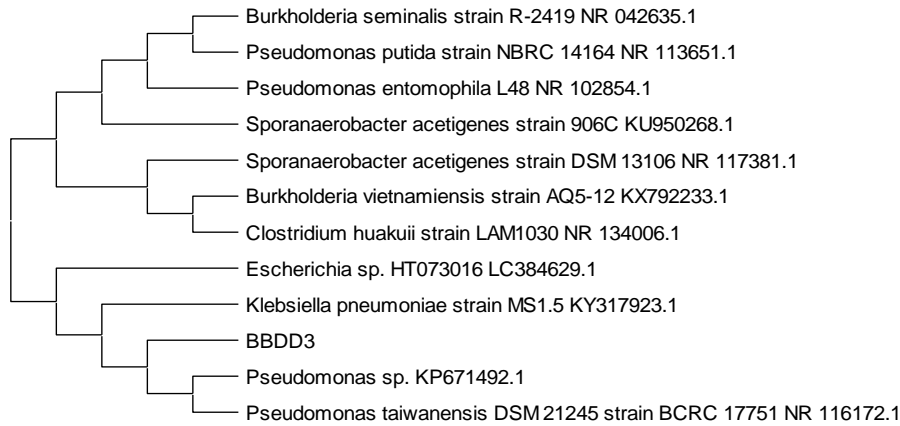 Burkholderia seminalis strain R-2419 NR 042635.1
Pseudomonas putida strain NBRC 14164 NR 113651.1
Pseudomonas entomophila L48 NR 102854.1
Sporanaerobacter acetigenes strain 906C KU950268.1
Sporanaerobacter acetigenes strain DSM 13106 NR 117381.1
Burkholderia vietnamiensis strain AQ5-12 KX792233.1
Clostridium huakuii strain LAM1030 NR 134006.1
Escherichia sp. HT073016 LC384629.1
Klebsiella pneumoniae strain MS1.5 KY317923.1
BBDD3
Pseudomonas sp. KP671492.1
Pseudomonas taiwanensis DSM 21245 strain BCRC 17751 NR 116172.1